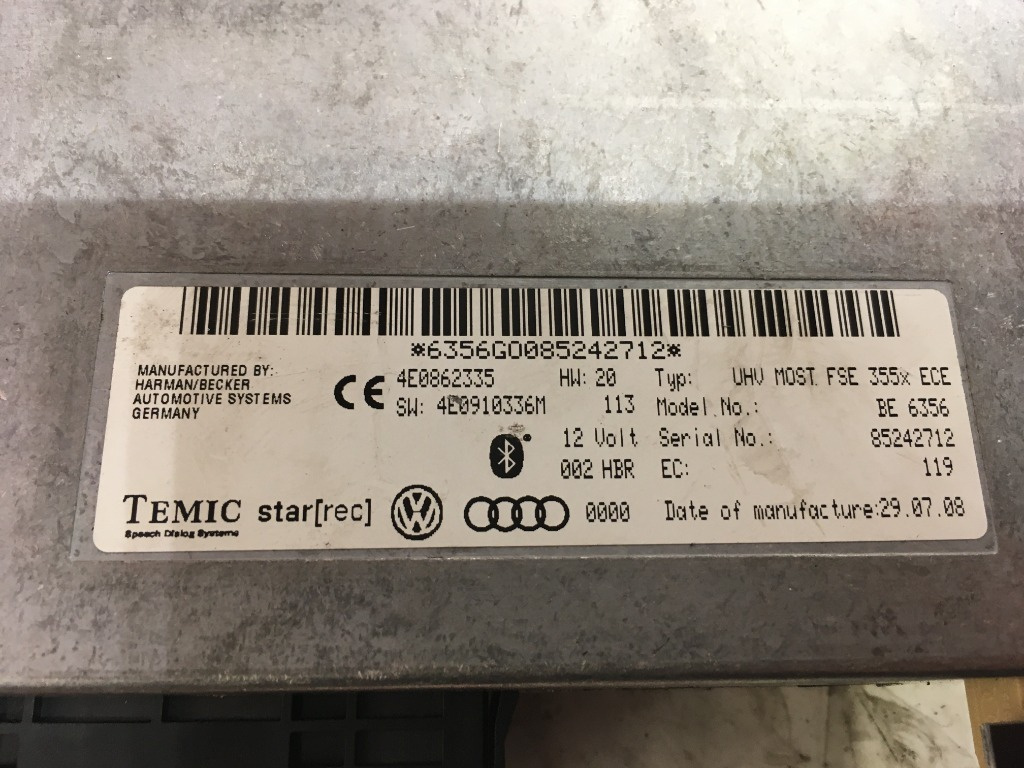 *6356GO085242712*
MANUFACTURED BY:
HARMAN/BECKER
AUTOMOTIVE SYSTEMS
GERMANY
CE
4E0862335 HW: 20 Typ: UHV MOST FSE 355x ECE
SW: 4E0910336M 113 Model No.: BE 6356
12 Volt Serial No.: 85242712
002 HBR EC: 119
TEMIC star[rec] 0000 Date of manufacture:29.07.08
Speech Dialog Systems